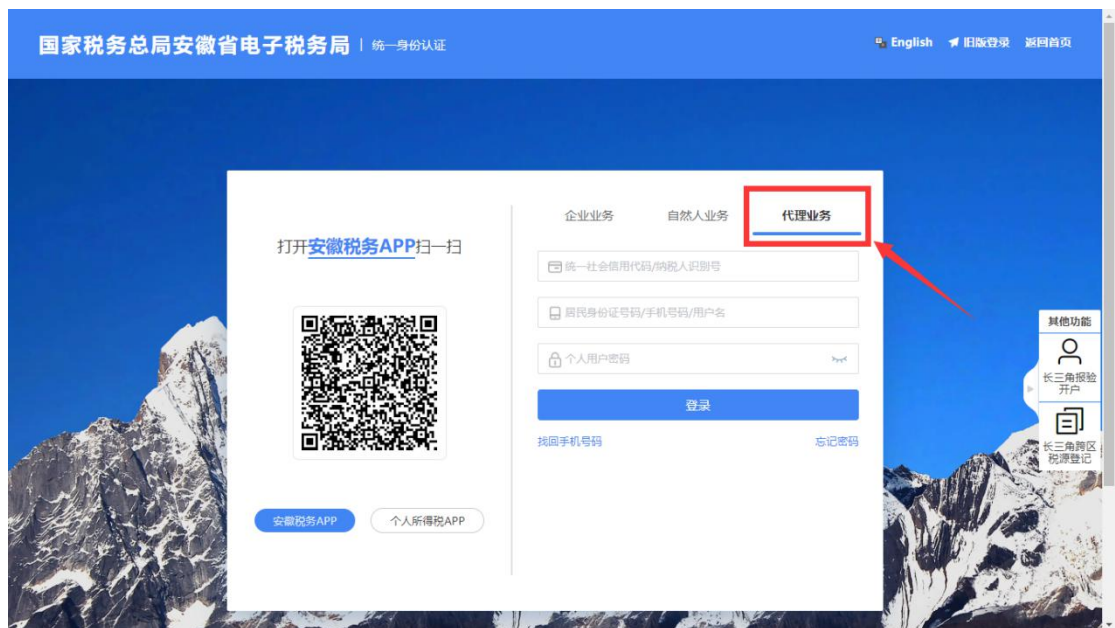 国家税务总局安徽省电子税务局 | 统一身份认证
English 旧版登录 返回首页
企业业务 自然人业务 代理业务
打开安徽税务APP扫一扫
统一社会信用代码/纳税人识别号
居民身份证号码/手机号码/用户名
个人用户密码
登录
找回手机号码 忘记密码
安徽税务APP 个人所得税APP
其他功能
长三角报验
开户
长三角跨区
税源登记